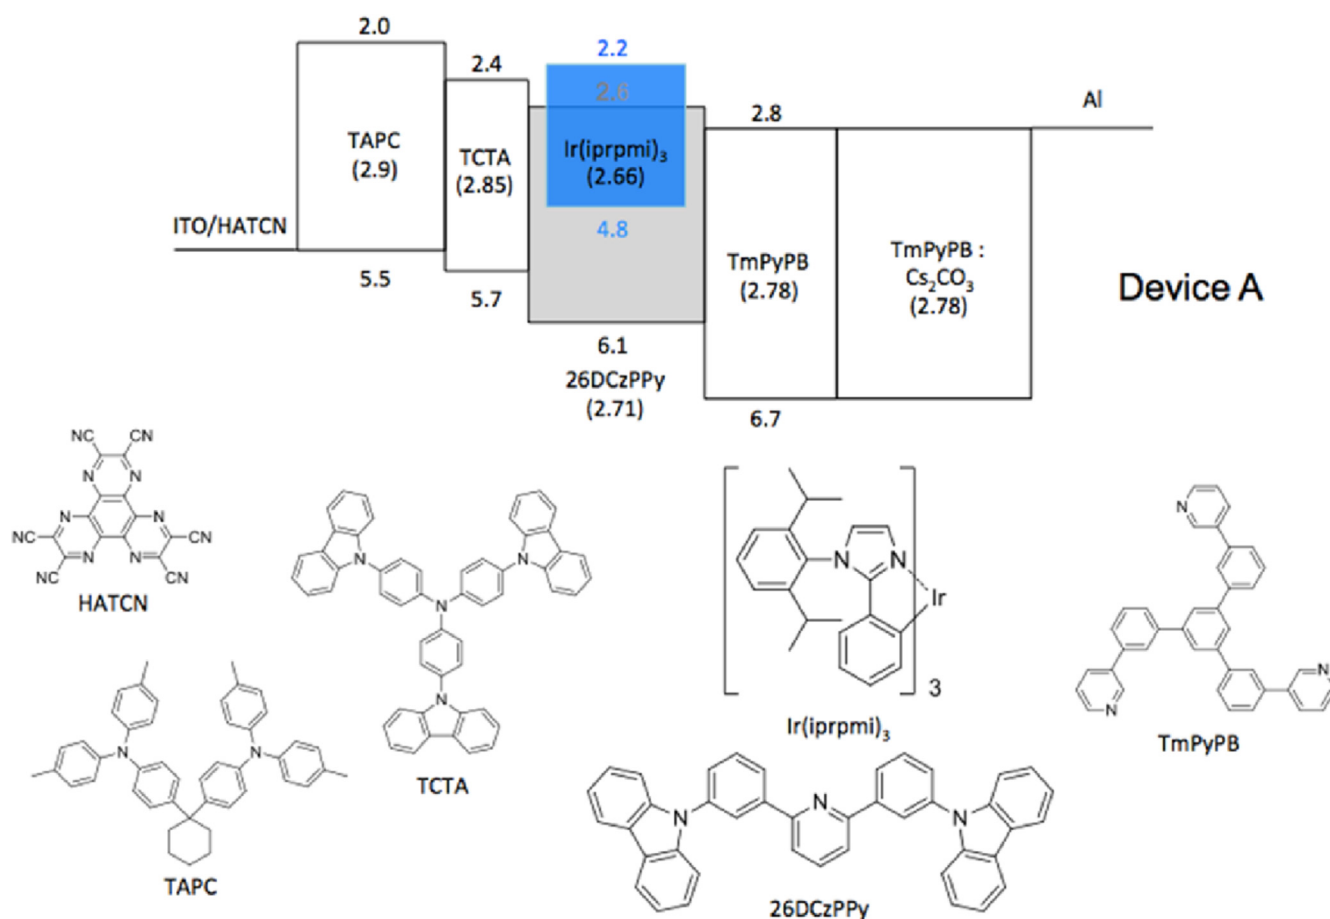 2.0
2.4
2.2
2.6
2.8
Al
TAPC
(2.9)
TCTA
(2.85)
Ir(iprpmi)₃
(2.66)
ITO/HATCN
4.8
TmPyPB
(2.78)
TmPyPB :
Cs₂CO₃
(2.78)
Device A
5.5
5.7
6.1
26DCzPPy
(2.71)
6.7
NC
CN
N
N
NC
N
N
CN
N
N
NC
CN
HATCN
N
N
N
N
TCTA
N
N
Ir
3
Ir(iprpmi)₃
N
N
N
TmPyPB
N
N
TAPC
N
N
N
26DCzPPy